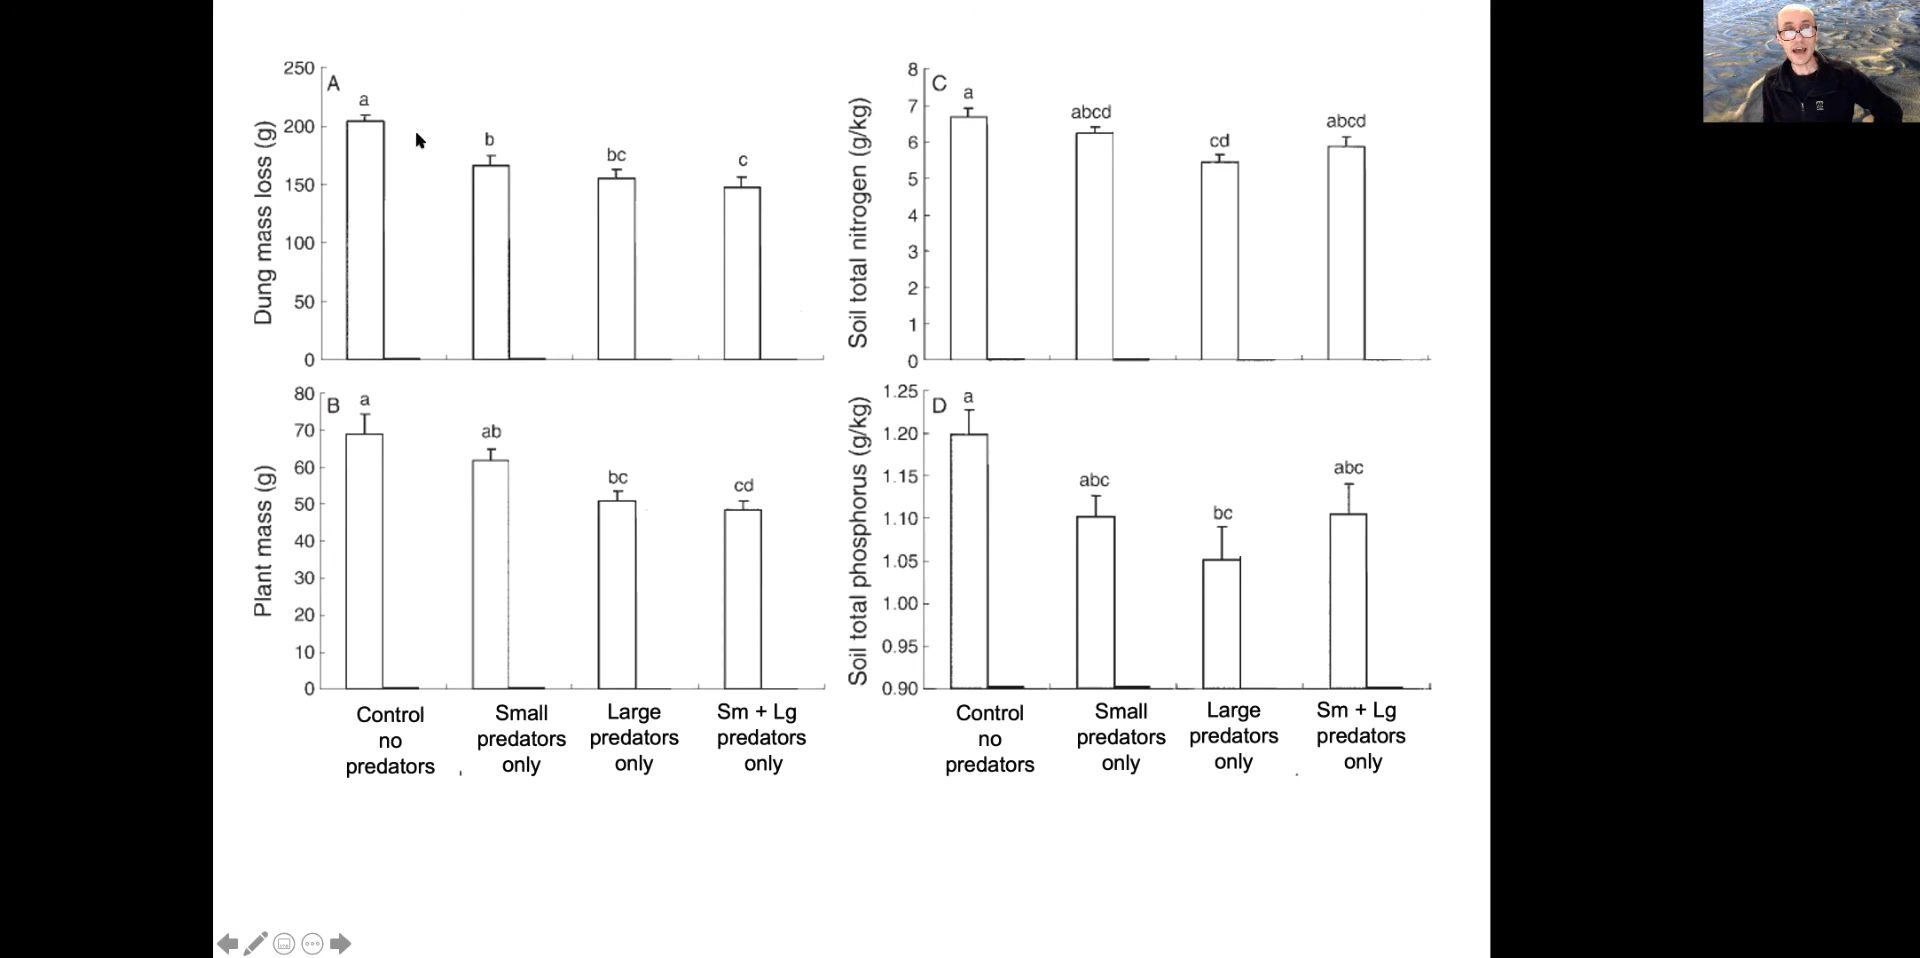 A
Dung mass loss (g)
250
200
150
100
50
0
a
b
bc
c
C
Soil total nitrogen (g/kg)
8
7
6
5
4
3
2
1
0
a
abcd
cd
abcd
B
Plant mass (g)
80
70
60
50
40
30
20
10
0
a
ab
bc
cd
Control
no
predators
Small
predators
only
Large
predators
only
Sm + Lg
predators
only
D
Soil total phosphorus (g/kg)
1.25
1.20
1.15
1.10
1.05
1.00
0.95
0.90
a
abc
bc
abc
Control
no
predators
Small
predators
only
Large
predators
only
Sm + Lg
predators
only